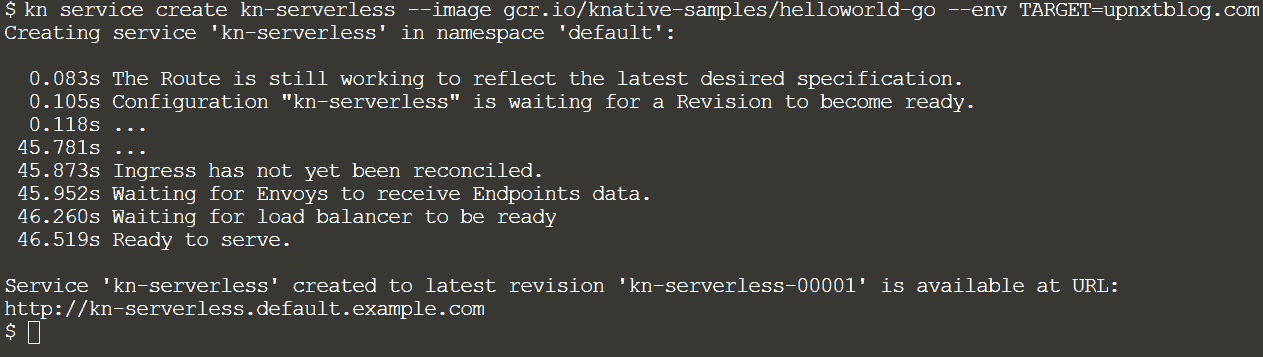 $ kn service create kn-serverless --image gcr.io/knative-samples/helloworld-go --env TARGET=upnxtblog.com
Creating service 'kn-serverless' in namespace 'default':
0.083s The Route is still working to reflect the latest desired specification.
0.105s Configuration "kn-serverless" is waiting for a Revision to become ready.
0.118s ...
45.781s ...
45.873s Ingress has not yet been reconciled.
45.952s Waiting for Envoys to receive Endpoints data.
46.260s Waiting for load balancer to be ready
46.519s Ready to serve.
Service 'kn-serverless' created to latest revision 'kn-serverless-00001' is available at URL:
http://kn-serverless.default.example.com
$